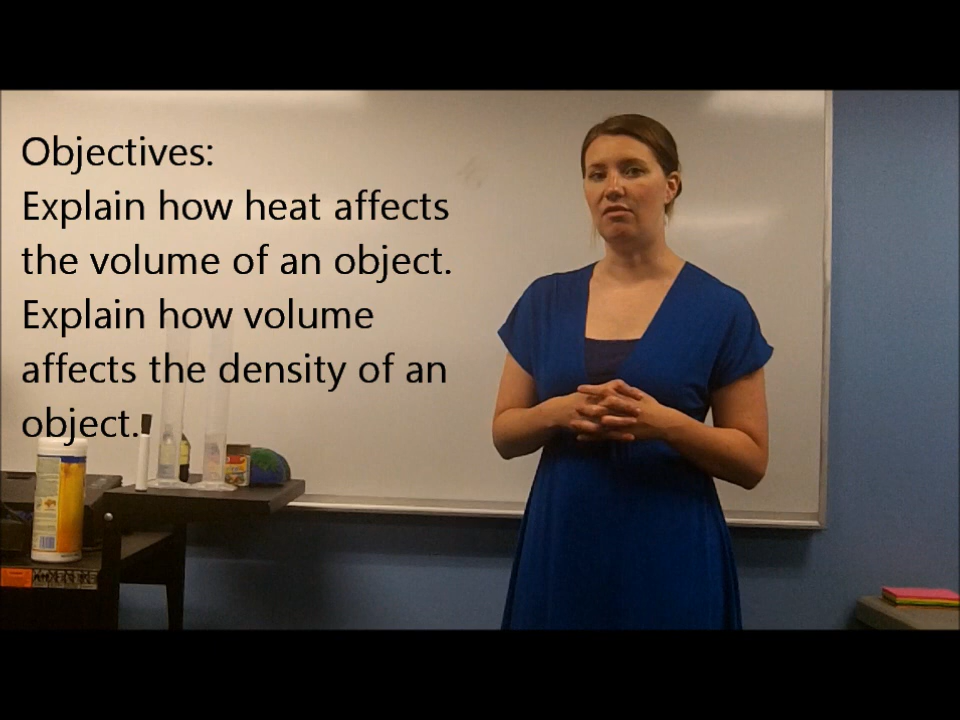 Objectives:
Explain how heat affects
the volume of an object.
Explain how volume
affects the density of an
object.